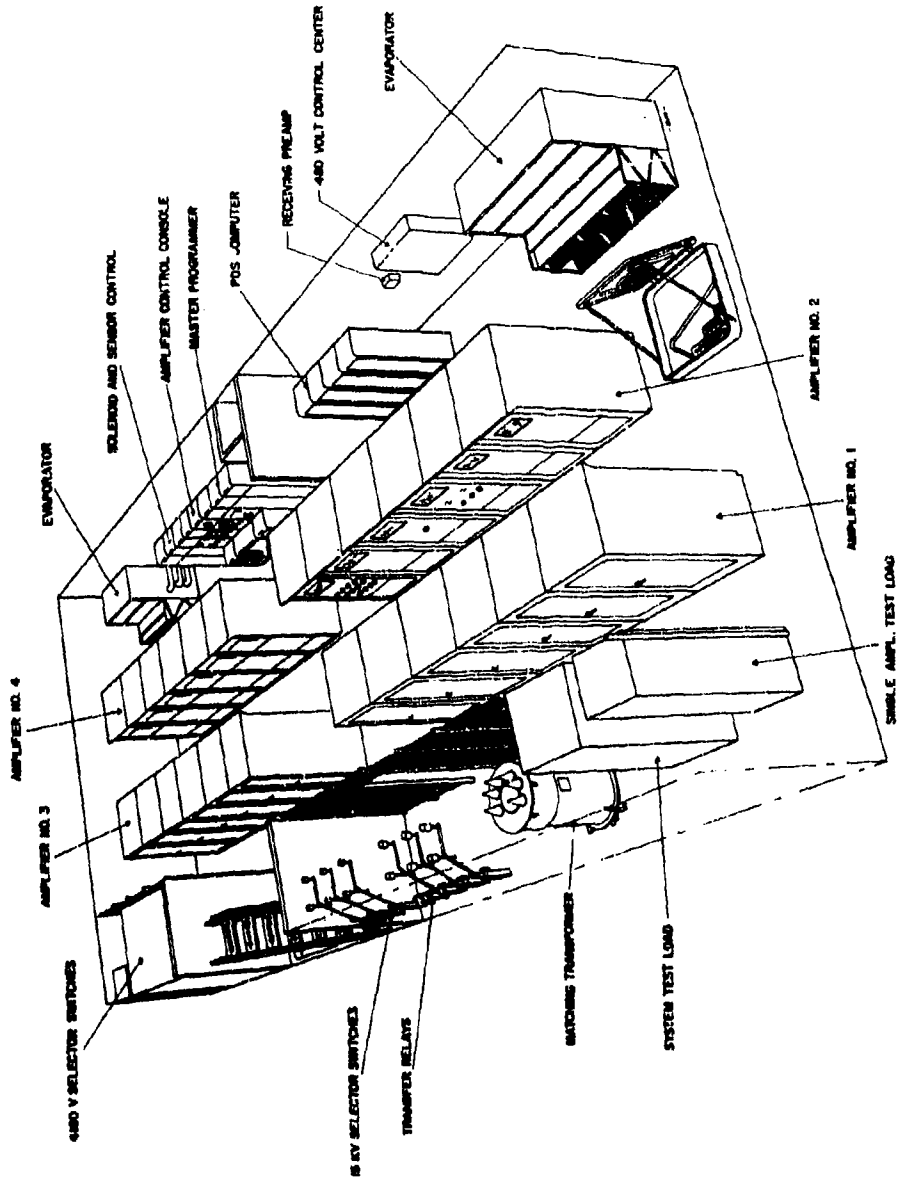 AMPLIFIER NO. 4
AMPLIFIER NO. 3
EVAPORATOR
4160 V SELECTOR SWITCHES
SOLENOID AND SENSOR CONTROL
AMPLIFIER CONTROL CONSOLE
MASTER PROGRAMMER
PDS COMPUTER
RECEIVING PREAMP
480 VOLT CONTROL CENTER
15 KV SELECTOR SWITCHES
EVAPORATOR
TRANSFER RELAYS
MATCHING TRANSFORMER
SYSTEM TEST LOAD
AMPLIFIER NO. 2
AMPLIFIER NO. 1
SINGLE AMPL. TEST LOAD